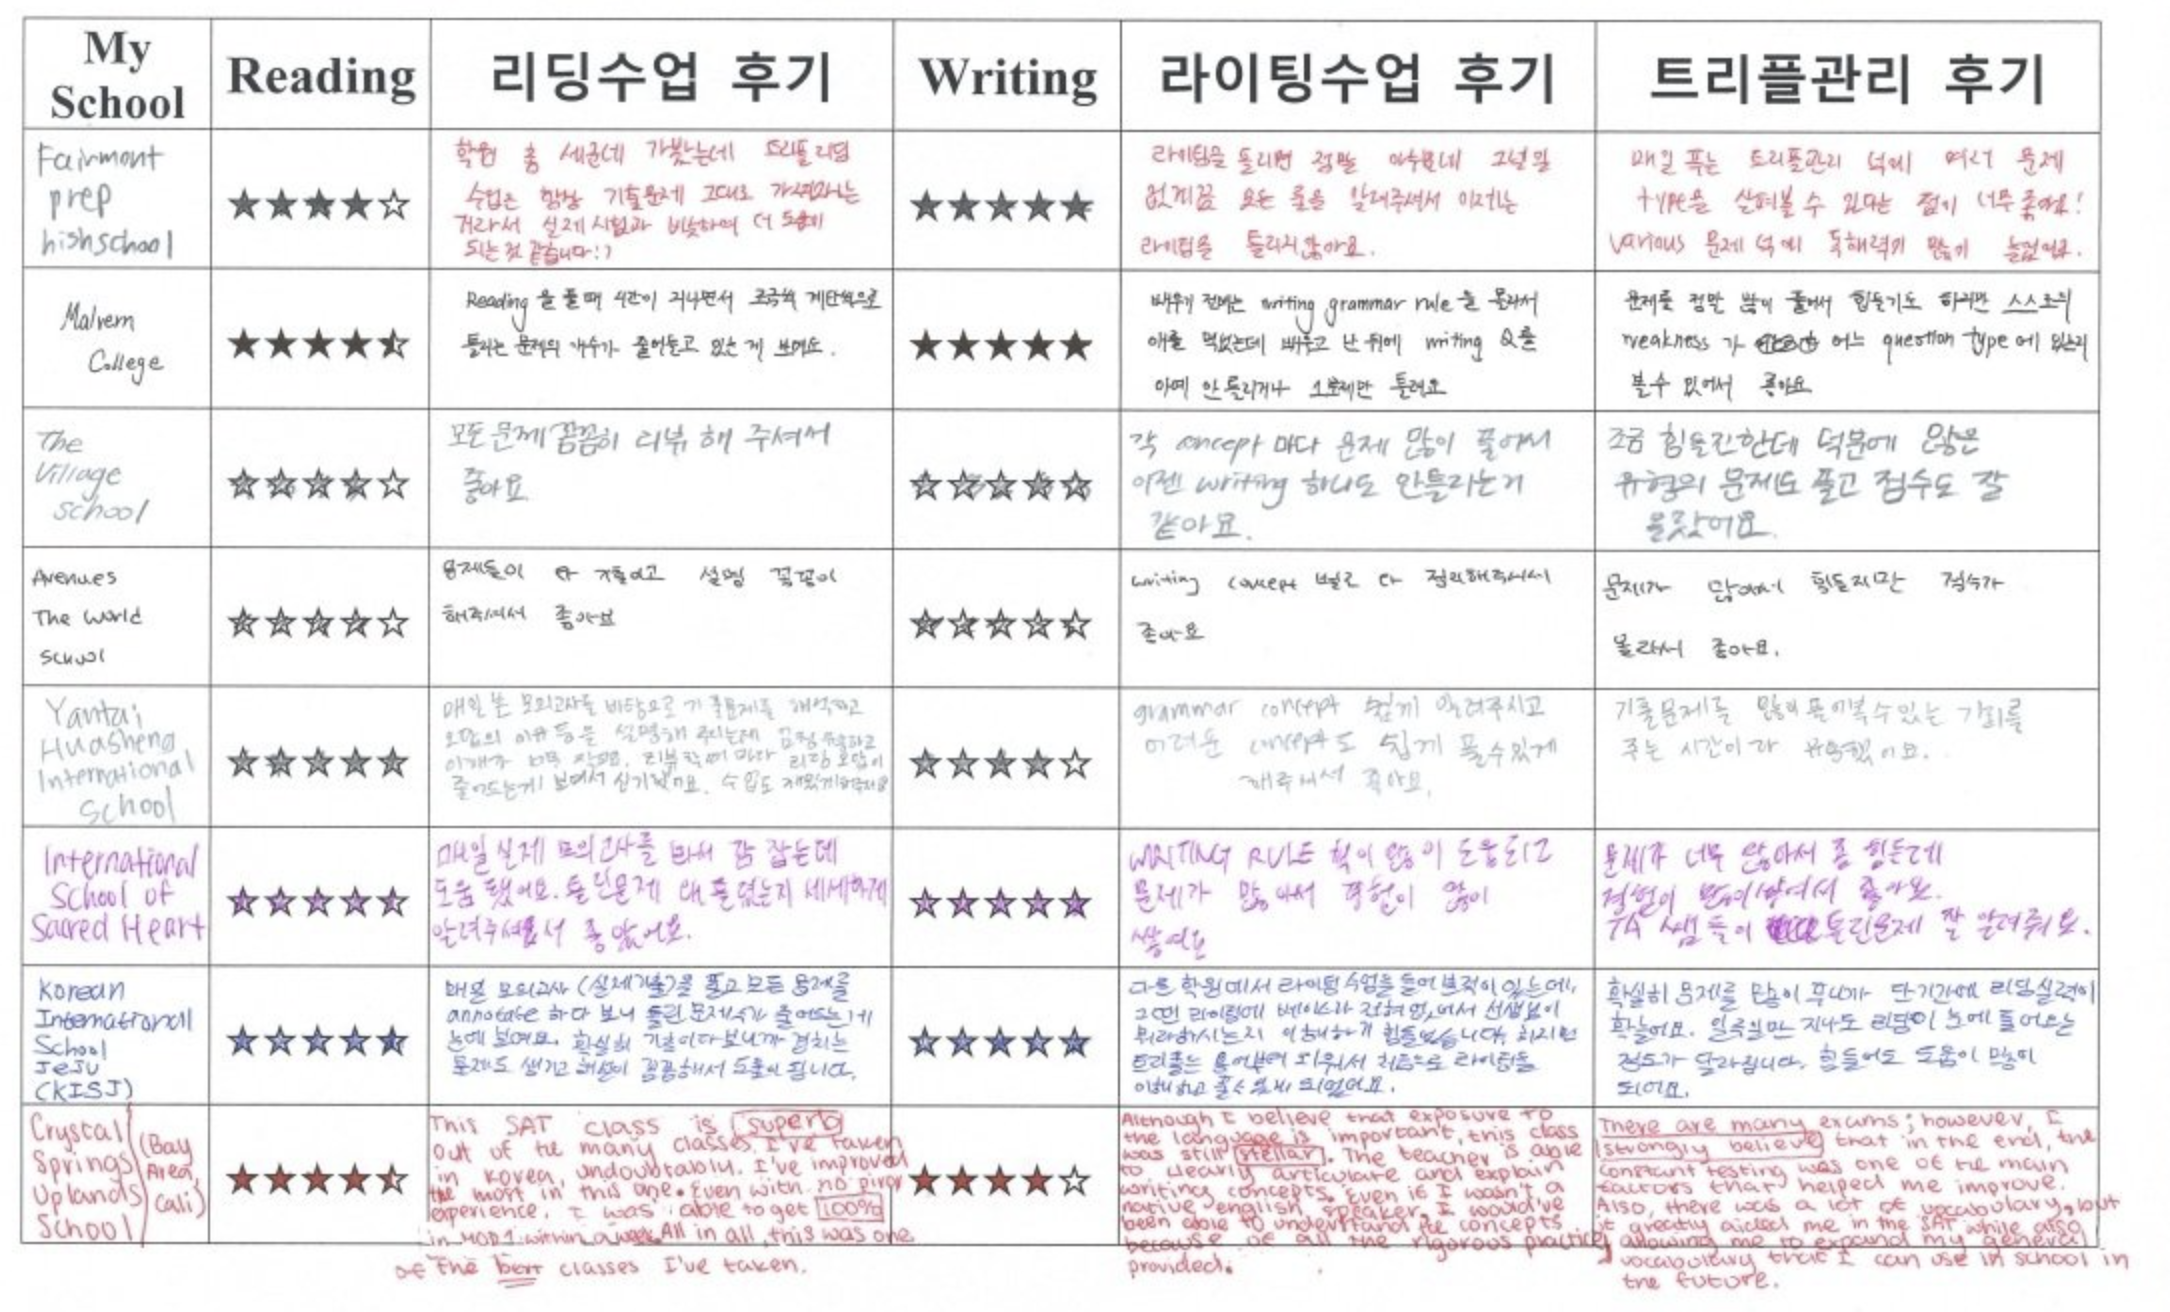 My School
Reading
리딩수업 후기
Writing
라이팅수업 후기
트리플관리 후기
Fairmont
prep
highschool
학원 총 세군데 가봤는데 트리플 리딩
수업은 항상 기출문제 그대로 가져오시는
거라서 실제 시험과 비슷하여 더 도움이
되는 것 같습니다:)
라이팅을 틀리면 정말 아쉬운데 그럴 일
없게끔 모든 룰을 알려주셔서 이제는
라이팅을 틀리지 않아요.
매일 푸는 트리플관리 덕에 여러 문제
type을 살펴볼 수 있다는 점이 너무 좋아요!
various 문제 덕에 독해력이 많이 늘었어요.
Malvern
College
Reading 을 풀 때 시간이 지나면서 조금씩 계단식으로
틀리는 문제의 개수가 줄어들고 있는 게 보여요.
배우기 전에는 writing grammar rule 을 몰라서
애를 먹었는데 배우고 난 뒤에 writing Q를
아예 안 틀리거나 1문제만 틀려요
문제를 정말 많이 풀어서 힘들기도 하지만 스스로의
weakness 가 어느 question type 에 있는지
볼 수 있어서 좋아요
The
Village
School
모든 문제 꼼꼼히 리뷰 해 주셔서
좋아요
각 concept 마다 문제 많이 풀어서
이젠 writing 하나도 안틀리는거
같아요.
조금 힘들긴한데 덕분에 많은
유형의 문제도 풀고 점수도 잘
올랐어요.
Avenues
The World
School
문제들이 다 기출이고 설명 꼼꼼히
해주셔서 좋아요
writing concept 별로 다 정리해주셔서
좋아요
문제가 많아서 힘들지만 점수가
올라서 좋아요.
Yantai
Huasheng
International
School
매일 본 모의고사를 바탕으로 기출문제를 해석하고
오답의 이유 등을 설명해 주시는데
이해가 너무 잘돼요. 리딩 오답이
줄어드는게 보여서 신기했어요. 수업도 재밌게
grammar concept 쉽게 알려주시고
어려운 concept도 쉽게 풀수있게
해주셔서 좋아요.
기출문제를 많이 풀어볼수있는 기회를
주는 시간이라 유용했어요.
International
School of
Sacred Heart
매일 실제 모의고사를 봐서 감 잡는데
도움 됐어요. 틀린문제 왜 틀렸는지 세세하게
알려주셔서 좋았어요.
WRITING RULE 책이 많이 도움되고
문제가 많아서 경험이 많이
쌓여요
문제가 너무 많아서 좀 힘든데
경험이 많이 쌓여서 좋아요.
TA 쌤들이 틀린문제 잘 알려줘요.
Korean
International
School
Jeju
(KISJ)
매일 모의고사 (실제기출)을 풀고 모든 문제를
annotate 하다 보니 틀린 문제수가 줄어드는게
눈에 보여요. 확실히 기출이다보니까 겹치는
문제도 생기고 해설이 꼼꼼해서 도움이 됩니다.
다른 학원에서 라이팅 수업을 들어 본적이 있는데,
그땐 라이팅에 베이스가 전혀 없어서 선생님이
뭐라하시는지 이해하기 힘들었습니다. 하지만
트리플은 용어부터 외워서 처음으로 라이팅을
이해하고 풀수 있게 되었어요.
확실히 문제를 많이 푸니까 단기간에 리딩실력이
확늘어요. 일주일만 지나도 리딩이 눈에 들어오는
정도가 달라집니다. 힘들어도 도움이 많이
되어요.
Crystal
Springs
Uplands
School
(Bay
Area,
Cali)
This SAT class is superb
out of the many classes I've taken
in Korea, undoubtably. I've improved
the most in this one. Even with no piror
experience, I was able to get 100%
in MOD1 within a week. All in all, this was one
of the best classes I've taken.
Although I believe that exposure to
the language is important, this class
was still stellar. The teacher is able
to clearly articulate and explain
writing concepts. Even if I wasn't a
native english speaker, I would've
been able to understand the concepts
because of all the rigorous practice
provided.
There are many exams; however, I
strongly believe that in the end, the
constant testing was one of the main
factors that helped me improve.
Also, there was a lot of vocabulary, but
it greatly aided me in the SAT while also
allowing me to expand my general
vocabulary that I can use in school in
the future.